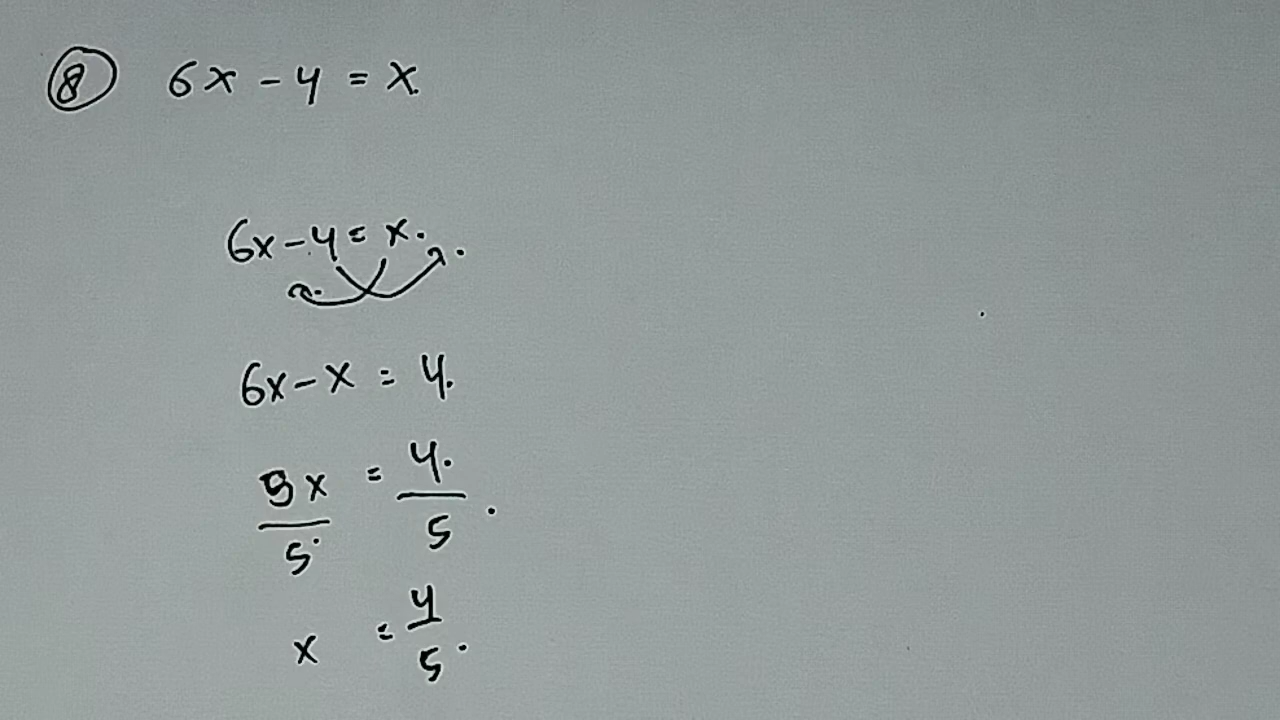 ⑧ 6x - 4 = x.
6x - 4 = x.
6x - x = 4.
5x/5 = 4/5.
x = 4/5.